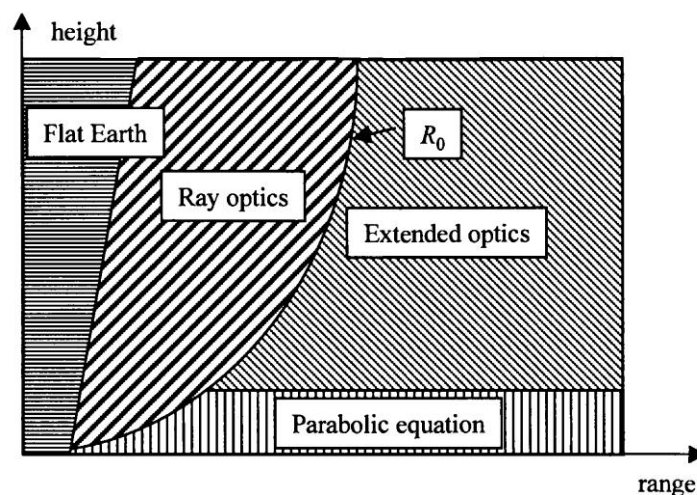 height
Flat Earth
R0
Ray optics
Extended optics
Parabolic equation
range